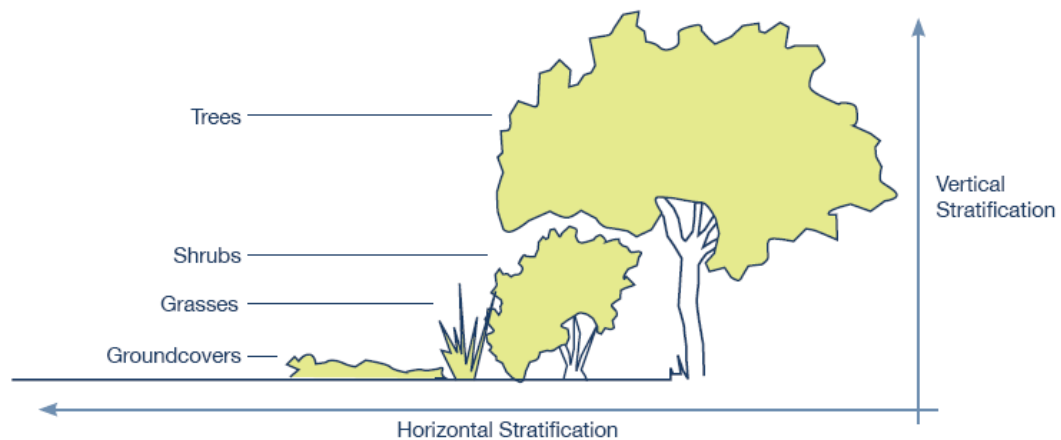 Trees
Vertical
Stratification
Shrubs
Grasses
Groundcovers
Horizontal Stratification